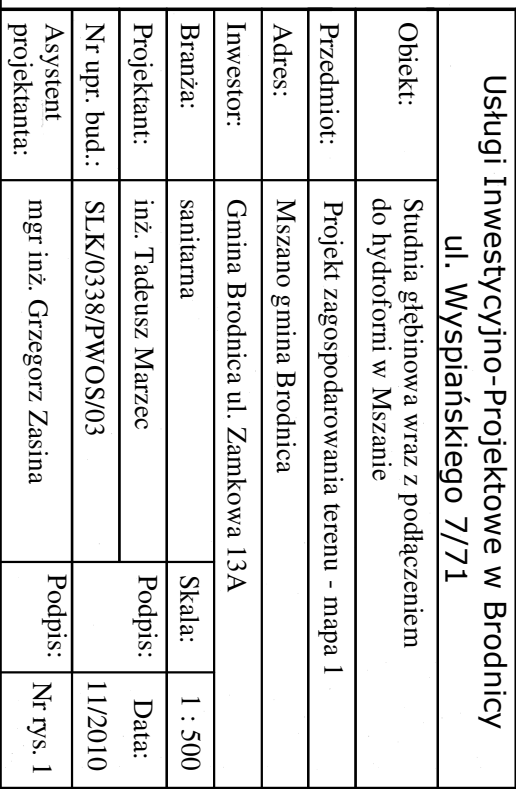 Usługi Inwestycyjno-Projektowe w Brodnicy
ul. Wyspiańskiego 7/71
Obiekt: Studnia głębinowa wraz z podłączeniem
do hydroforni w Mszanie
Przedmiot: Projekt zagospodarowania terenu - mapa 1
Adres: Mszano gmina Brodnica
Inwestor: Gmina Brodnica ul. Zamkowa 13A
Branża: sanitarna Skala: 1 : 500
Projektant: inż. Tadeusz Marzec Podpis: Data:
Nr upr. bud.: SLK/0338/PWOS/03 11/2010
Asystent
projektanta: mgr inż. Grzegorz Zasina Podpis: Nr rys. 1